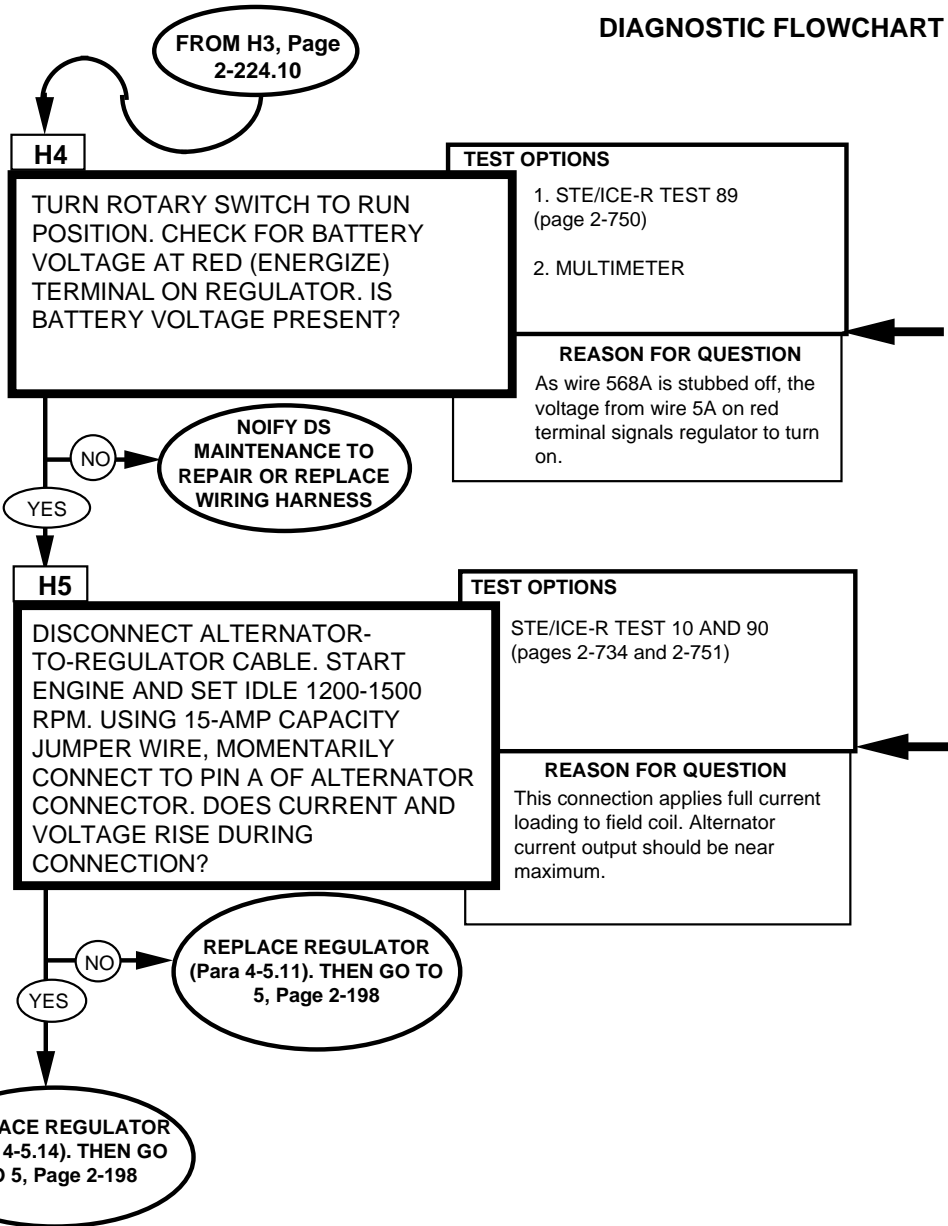 DIAGNOSTIC FLOWCHART
FROM H3, Page
2-224.10
H4
TURN ROTARY SWITCH TO RUN
POSITION. CHECK FOR BATTERY
VOLTAGE AT RED (ENERGIZE)
TERMINAL ON REGULATOR. IS
BATTERY VOLTAGE PRESENT?
TEST OPTIONS
1. STE/ICE-R TEST 89
(page 2-750)
2. MULTIMETER
REASON FOR QUESTION
As wire 568A is stubbed off, the
voltage from wire 5A on red
terminal signals regulator to turn
on.
NO
NOIFY DS
MAINTENANCE TO
REPAIR OR REPLACE
WIRING HARNESS
YES
H5
DISCONNECT ALTERNATOR-
TO-REGULATOR CABLE. START
ENGINE AND SET IDLE 1200-1500
RPM. USING 15-AMP CAPACITY
JUMPER WIRE, MOMENTARILY
CONNECT TO PIN A OF ALTERNATOR
CONNECTOR. DOES CURRENT AND
VOLTAGE RISE DURING
CONNECTION?
TEST OPTIONS
STE/ICE-R TEST 10 AND 90
(pages 2-734 and 2-751)
REASON FOR QUESTION
This connection applies full current
loading to field coil. Alternator
current output should be near
maximum.
NO
REPLACE REGULATOR
(Para 4-5.11). THEN GO TO
5, Page 2-198
YES
ACE REGULATOR
4-5.14). THEN GO
5, Page 2-198